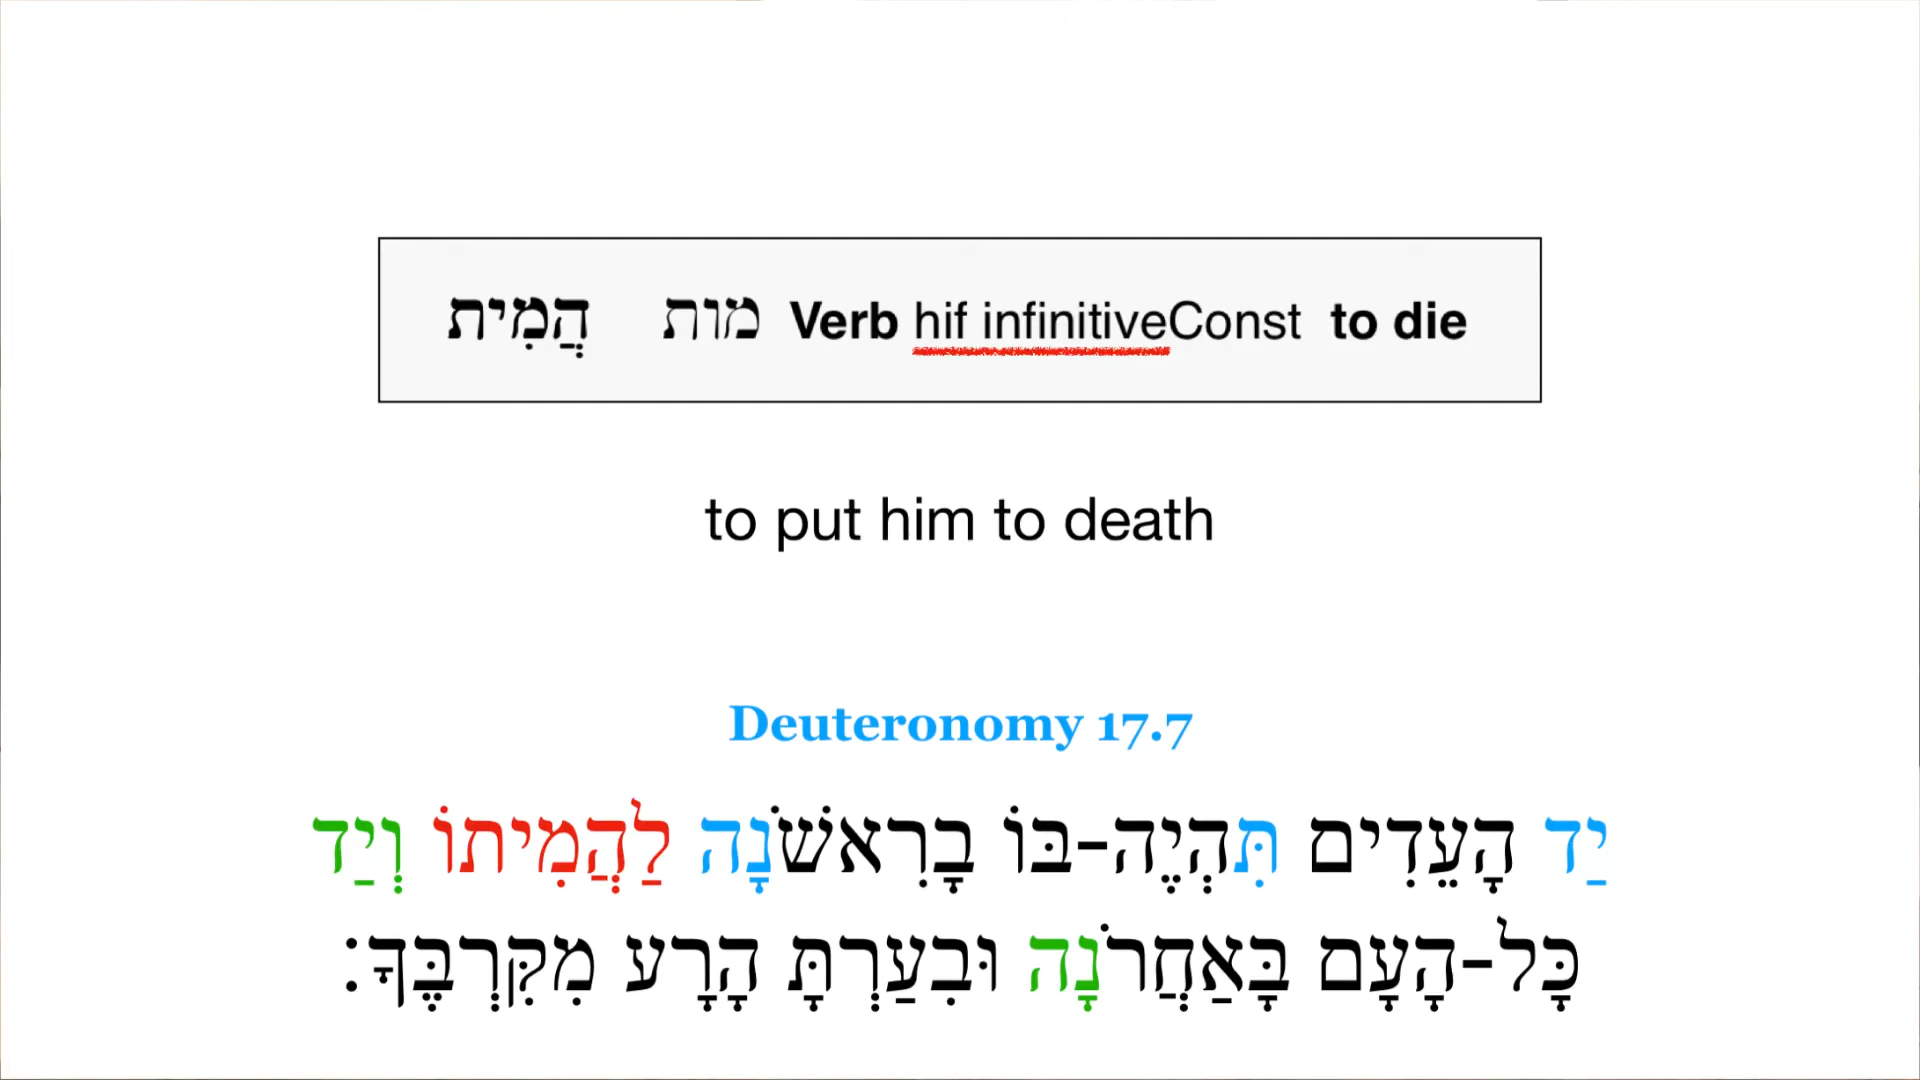 הֲמִית מות Verb hif infinitiveConst to die
to put him to death
Deuteronomy 17.7
יַד הָעֵדִים תִּהְיֶה-בּוֹ בָרִאשֹׁנָה לַהֲמִיתוֹ וְיַד
כָּל-הָעָם בָּאַחֲרֹנָה וּבִעַרְתָּ הָרָע מִקִּרְבֶּךָ׃